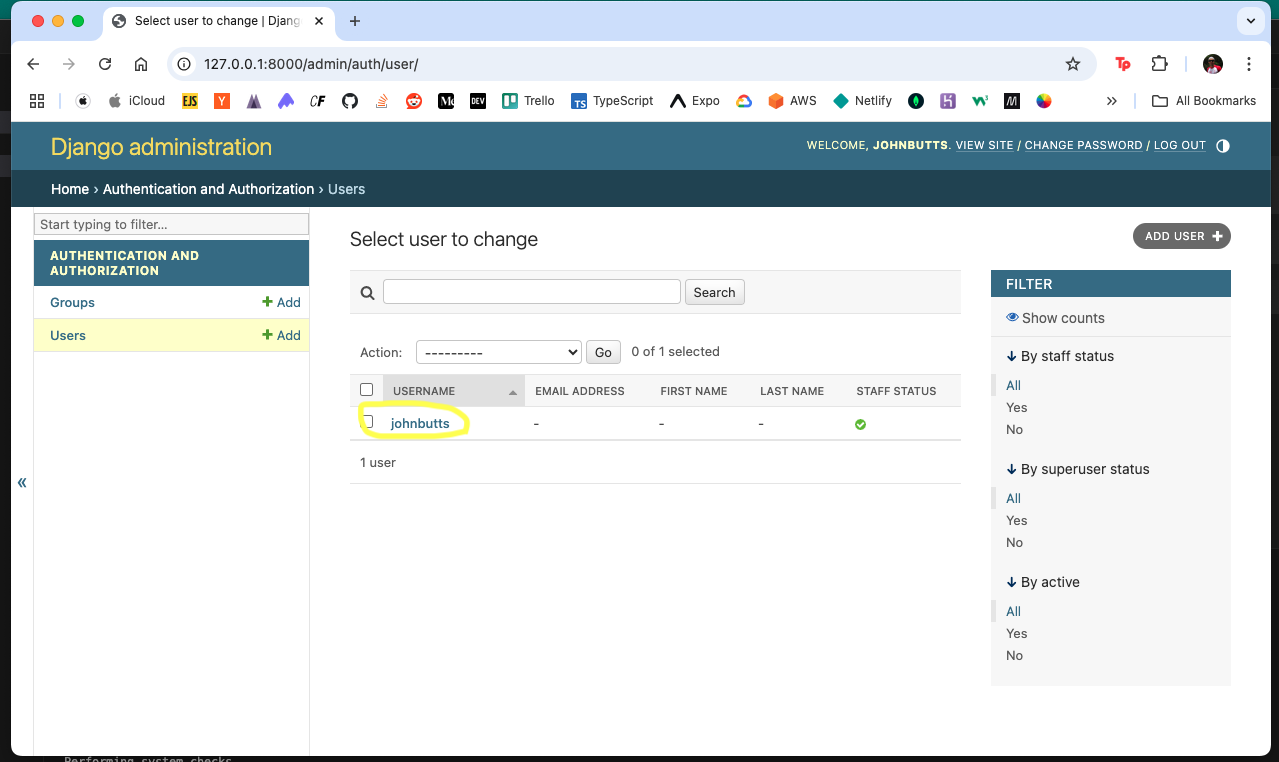 Select user to change | Djang
127.0.0.1:8000/admin/auth/user/
iCloud EJS Y CF DEV Trello TS TypeScript Expo AWS Netlify All Bookmarks
Tp
Django administration
WELCOME, JOHNBUTTS. VIEW SITE / CHANGE PASSWORD / LOG OUT
Home › Authentication and Authorization › Users
Start typing to filter...
AUTHENTICATION AND
AUTHORIZATION
Groups + Add
Users + Add
«
Select user to change
ADD USER +
Search
Action: --------- Go 0 of 1 selected
USERNAME EMAIL ADDRESS FIRST NAME LAST NAME STAFF STATUS
johnbutts - - -
1 user
FILTER
Show counts
↓ By staff status
All
Yes
No
↓ By superuser status
All
Yes
No
↓ By active
All
Yes
No
Performing system checks